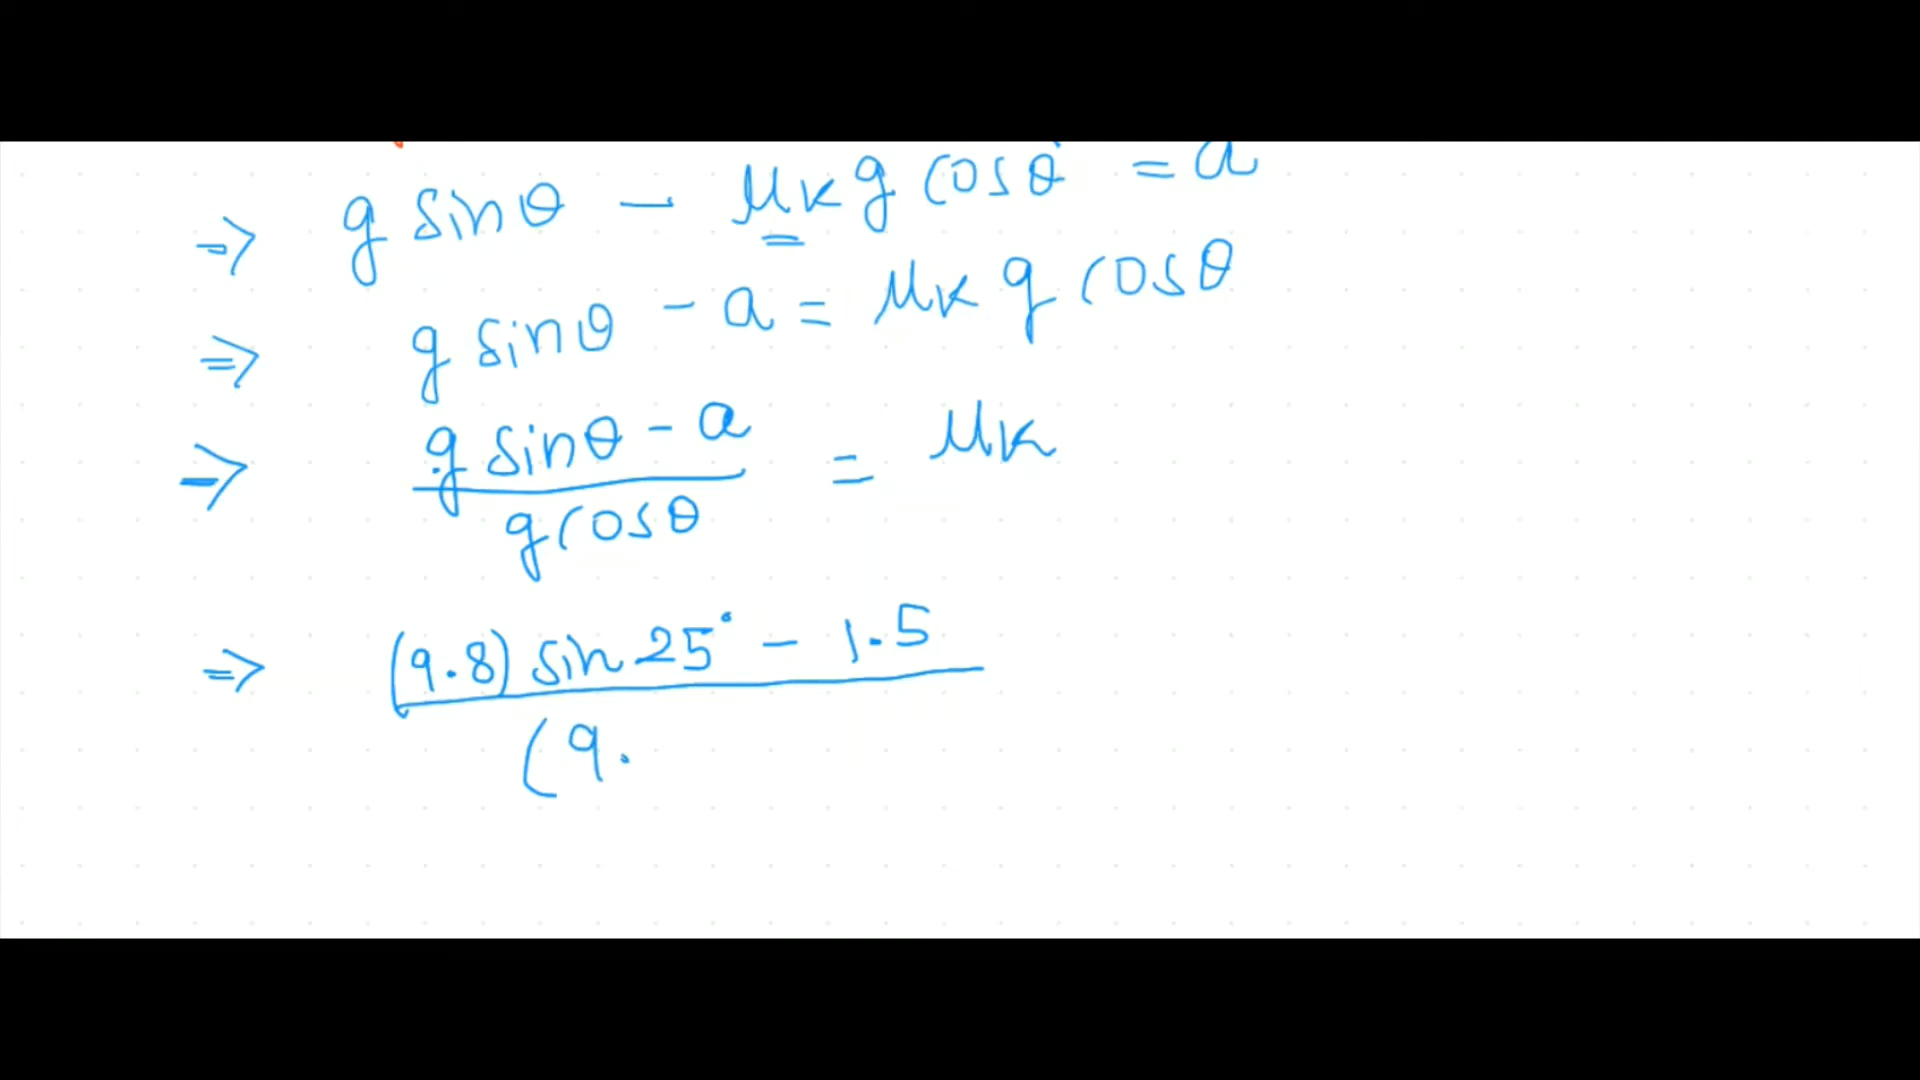 ⇒ g sinθ − μk g cosθ = a
⇒ g sinθ − a = μk g cosθ
⇒ g sinθ − a / g cosθ = μk
⇒ (9.8) sin 25° − 1.5
(9.